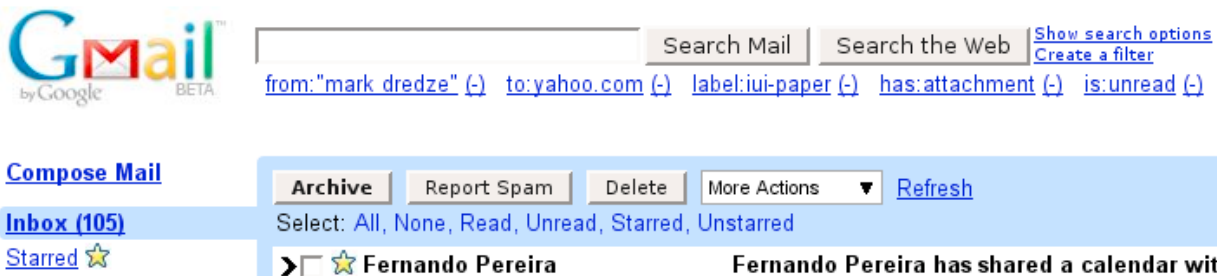 Gmail™
by Google BETA
Search Mail Search the Web Show search options
Create a filter
from:"mark dredze" (-) to:yahoo.com (-) label:iui-paper (-) has:attachment (-) is:unread (-)
Compose Mail
Archive Report Spam Delete More Actions Refresh
Inbox (105)
Select: All, None, Read, Unread, Starred, Unstarred
Starred
Fernando Pereira Fernando Pereira has shared a calendar wit